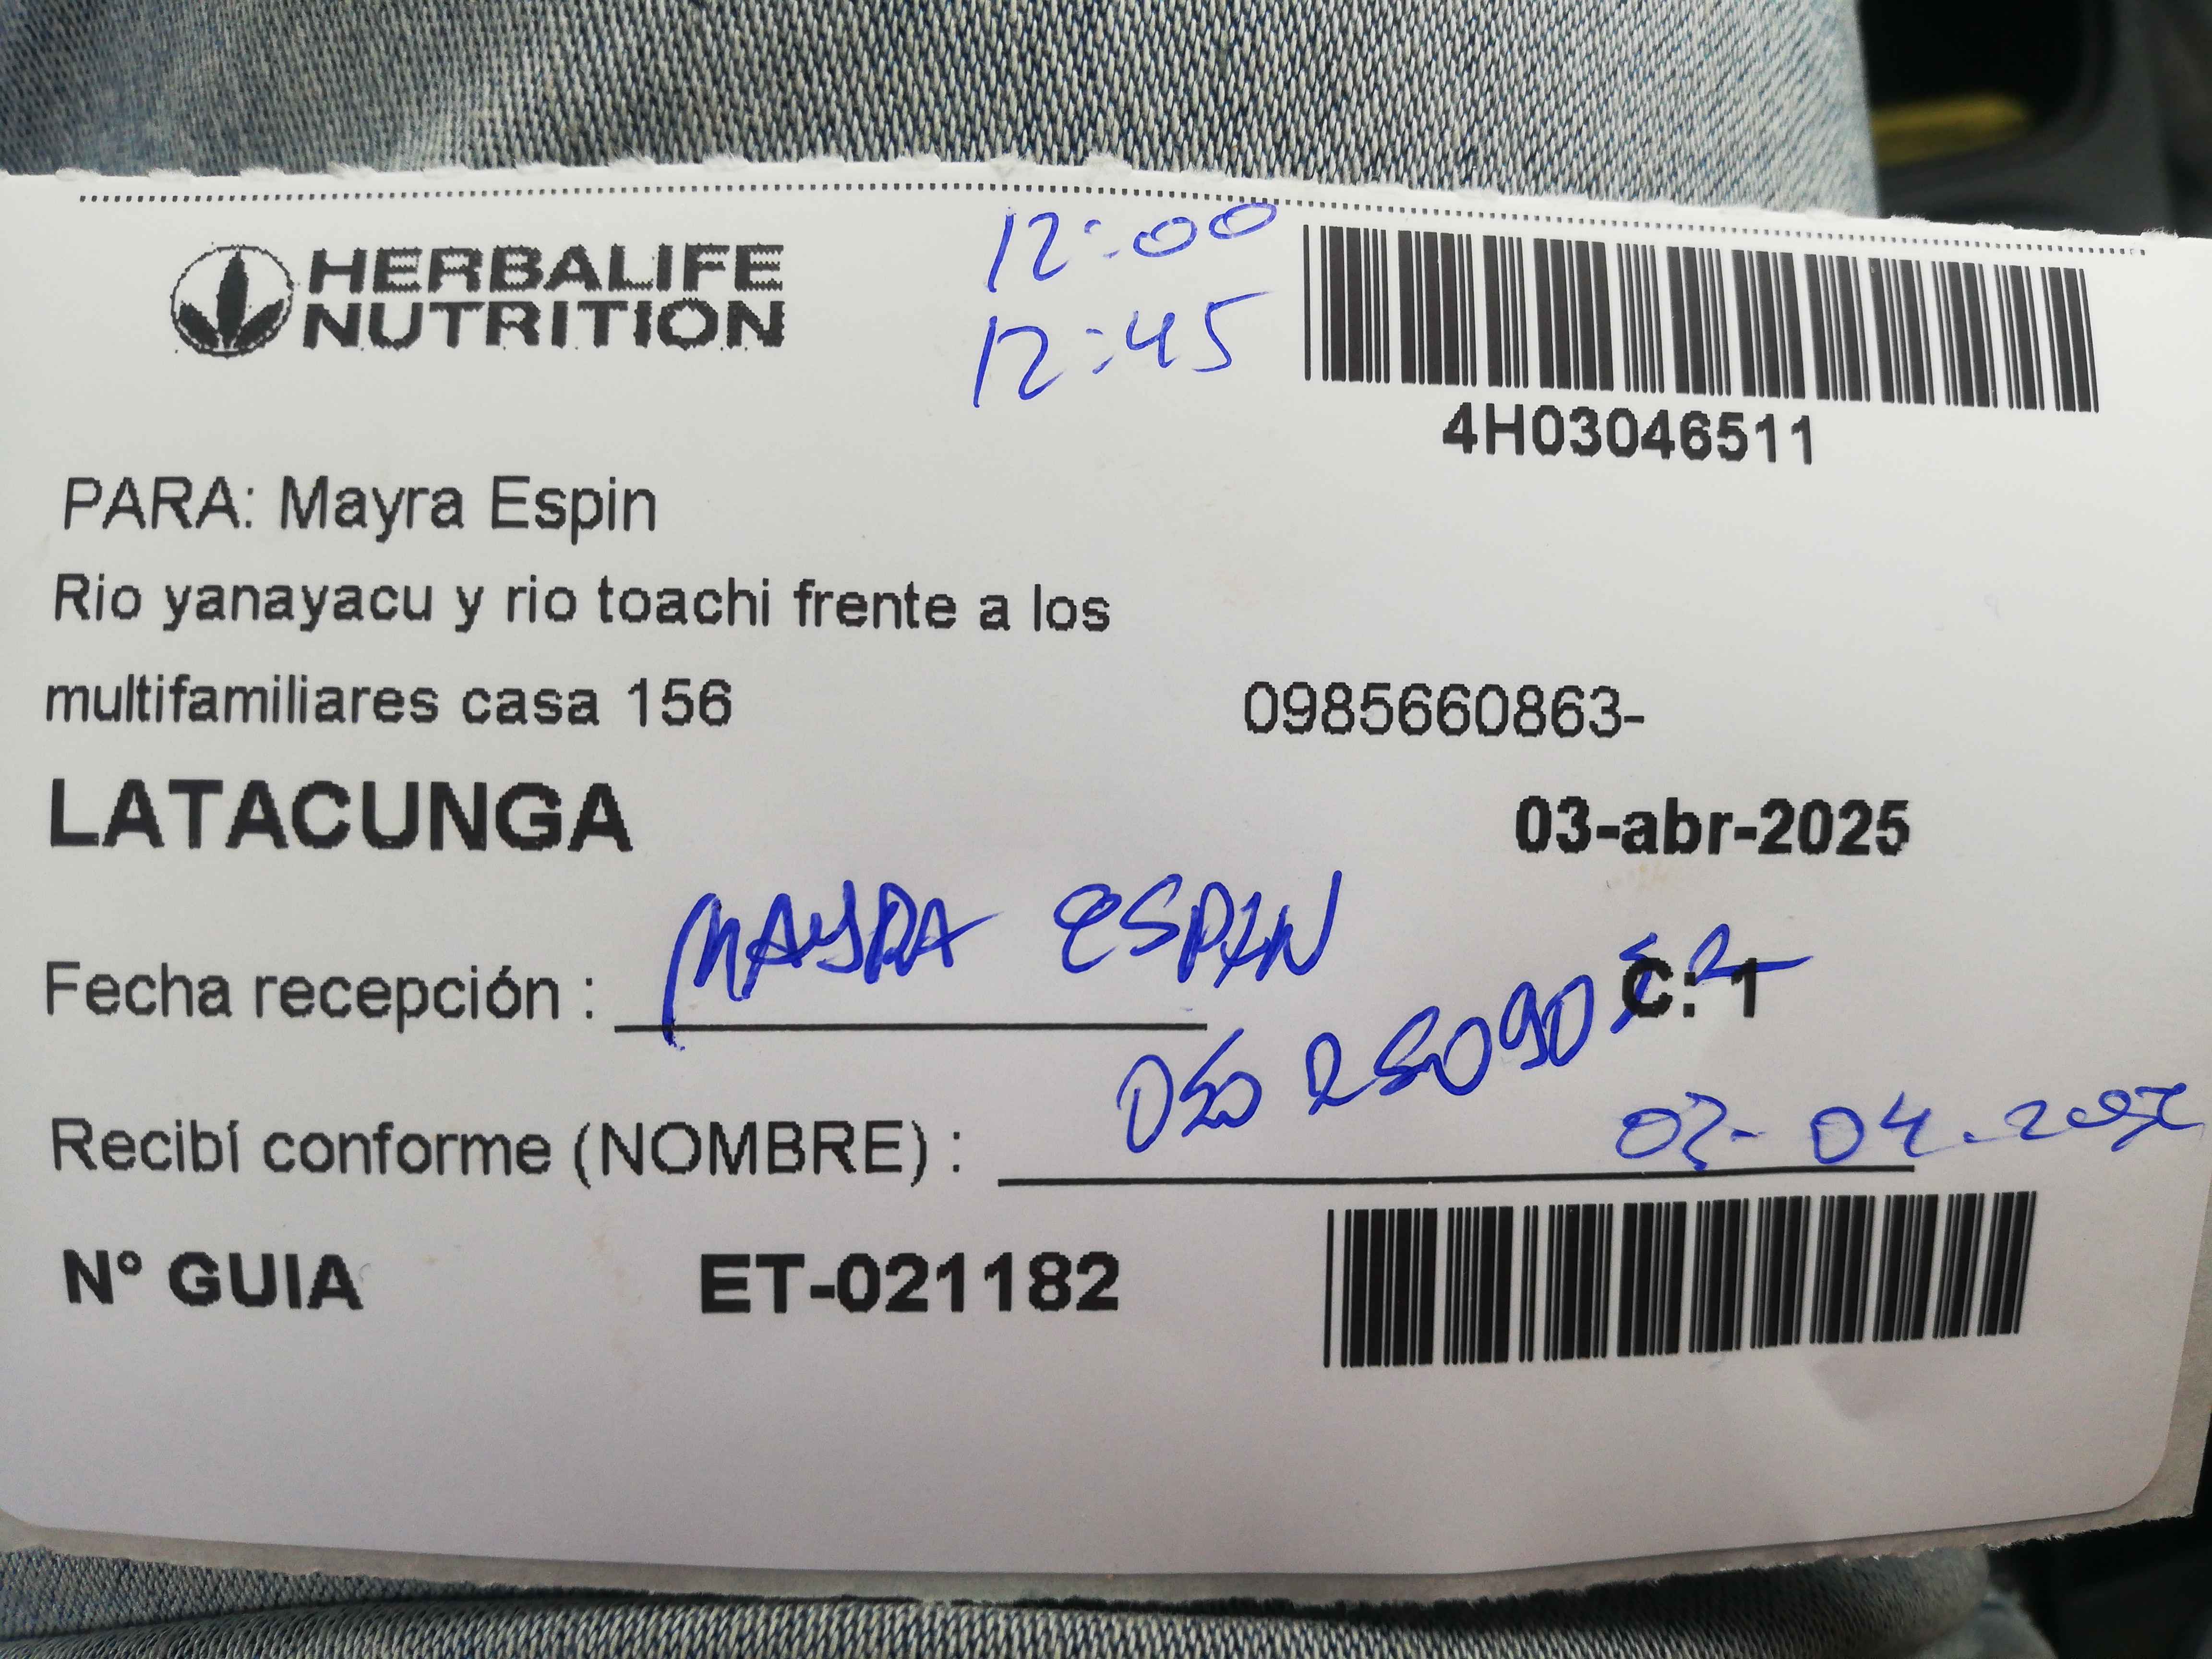 HERBALIFE
NUTRITION
12:00
12:45
4H03046511
PARA: Mayra Espin
Rio yanayacu y rio toachi frente a los
multifamiliares casa 156
0985660863-
LATACUNGA
03-abr-2025
Fecha recepción : MAYRA ESPIN
C: 1
Recibí conforme (NOMBRE) :
N° GUIA ET-021182